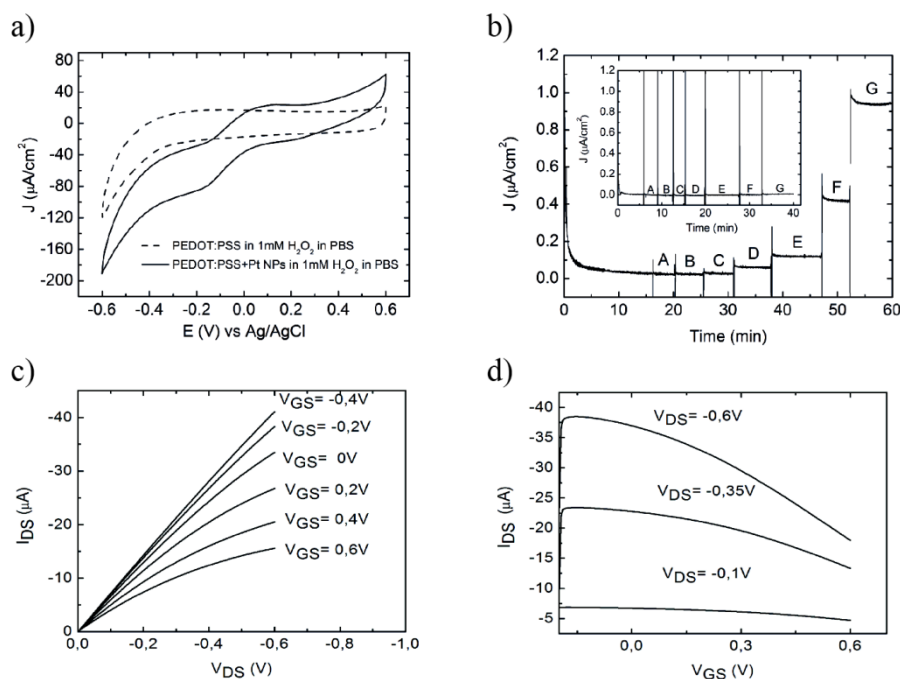 a)
80
40
0
-40
-80
-120
-160
-200
J (µA/cm²)
PEDOT:PSS in 1mM H₂O₂ in PBS
PEDOT:PSS+Pt NPs in 1mM H₂O₂ in PBS
-0.6 -0.4 -0.2 0.0 0.2 0.4 0.6
E (V) vs Ag/AgCl
b)
1.2
1.0
0.8
0.6
0.4
0.2
0.0
J (µA/cm²)
A B C D E F G
0 10 20 30 40 50 60
Time (min)
1.2
1.0
0.8
0.6
0.4
0.2
0.0
J (µA/cm²)
A B C D E F G
0 10 20 30 40
Time (min)
c)
-40
-30
-20
-10
0
I_DS (µA)
V_GS= -0,4V
V_GS= -0,2V
V_GS= 0V
V_GS= 0,2V
V_GS= 0,4V
V_GS= 0,6V
0,0 -0,2 -0,4 -0,6 -0,8 -1,0
V_DS (V)
d)
-40
-35
-30
-25
-20
-15
-10
-5
I_DS (µA)
V_DS= -0,6V
V_DS= -0,35V
V_DS= -0,1V
0,0 0,3 0,6
V_GS (V)